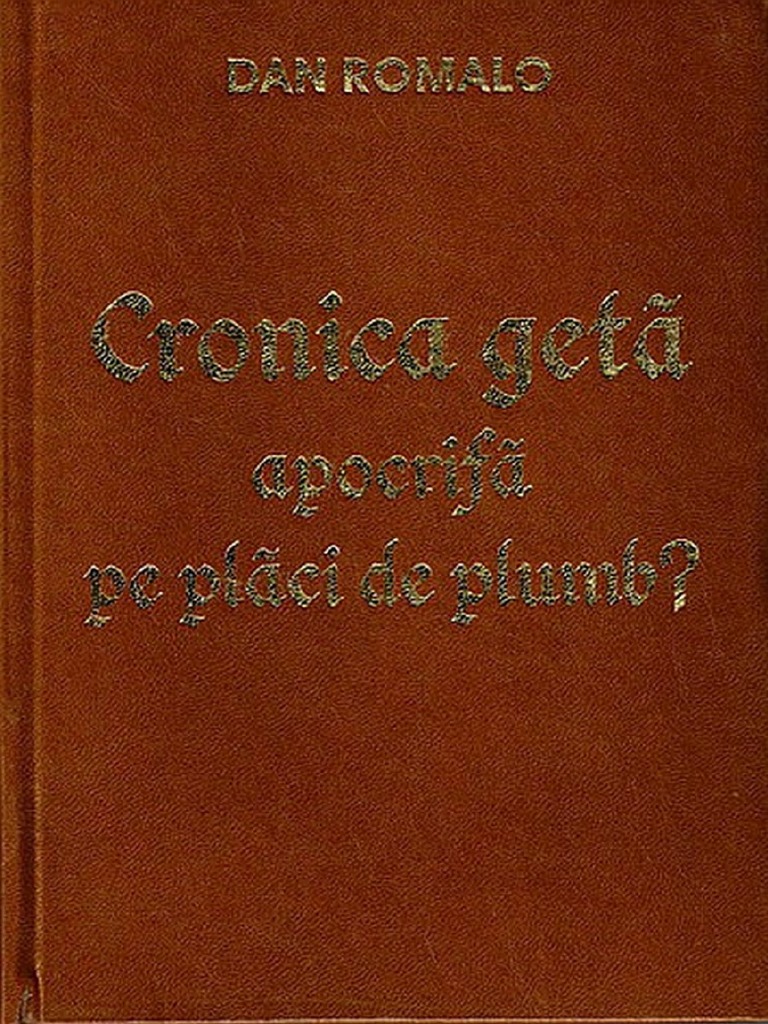 DAN ROMALO
Cronica getã
apocrifã
pe plãci de plumb?